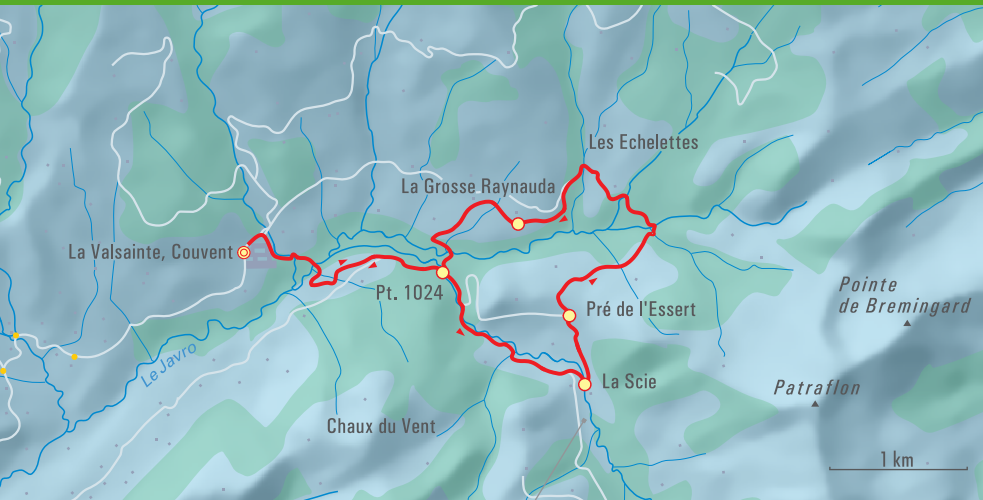 Les Echelettes
La Grosse Raynauda
La Valsainte, Couvent
Pt. 1024
Pointe
de Bremingard
Pré de l'Essert
Le Javro
La Scie
Patraflon
Chaux du Vent
1 km